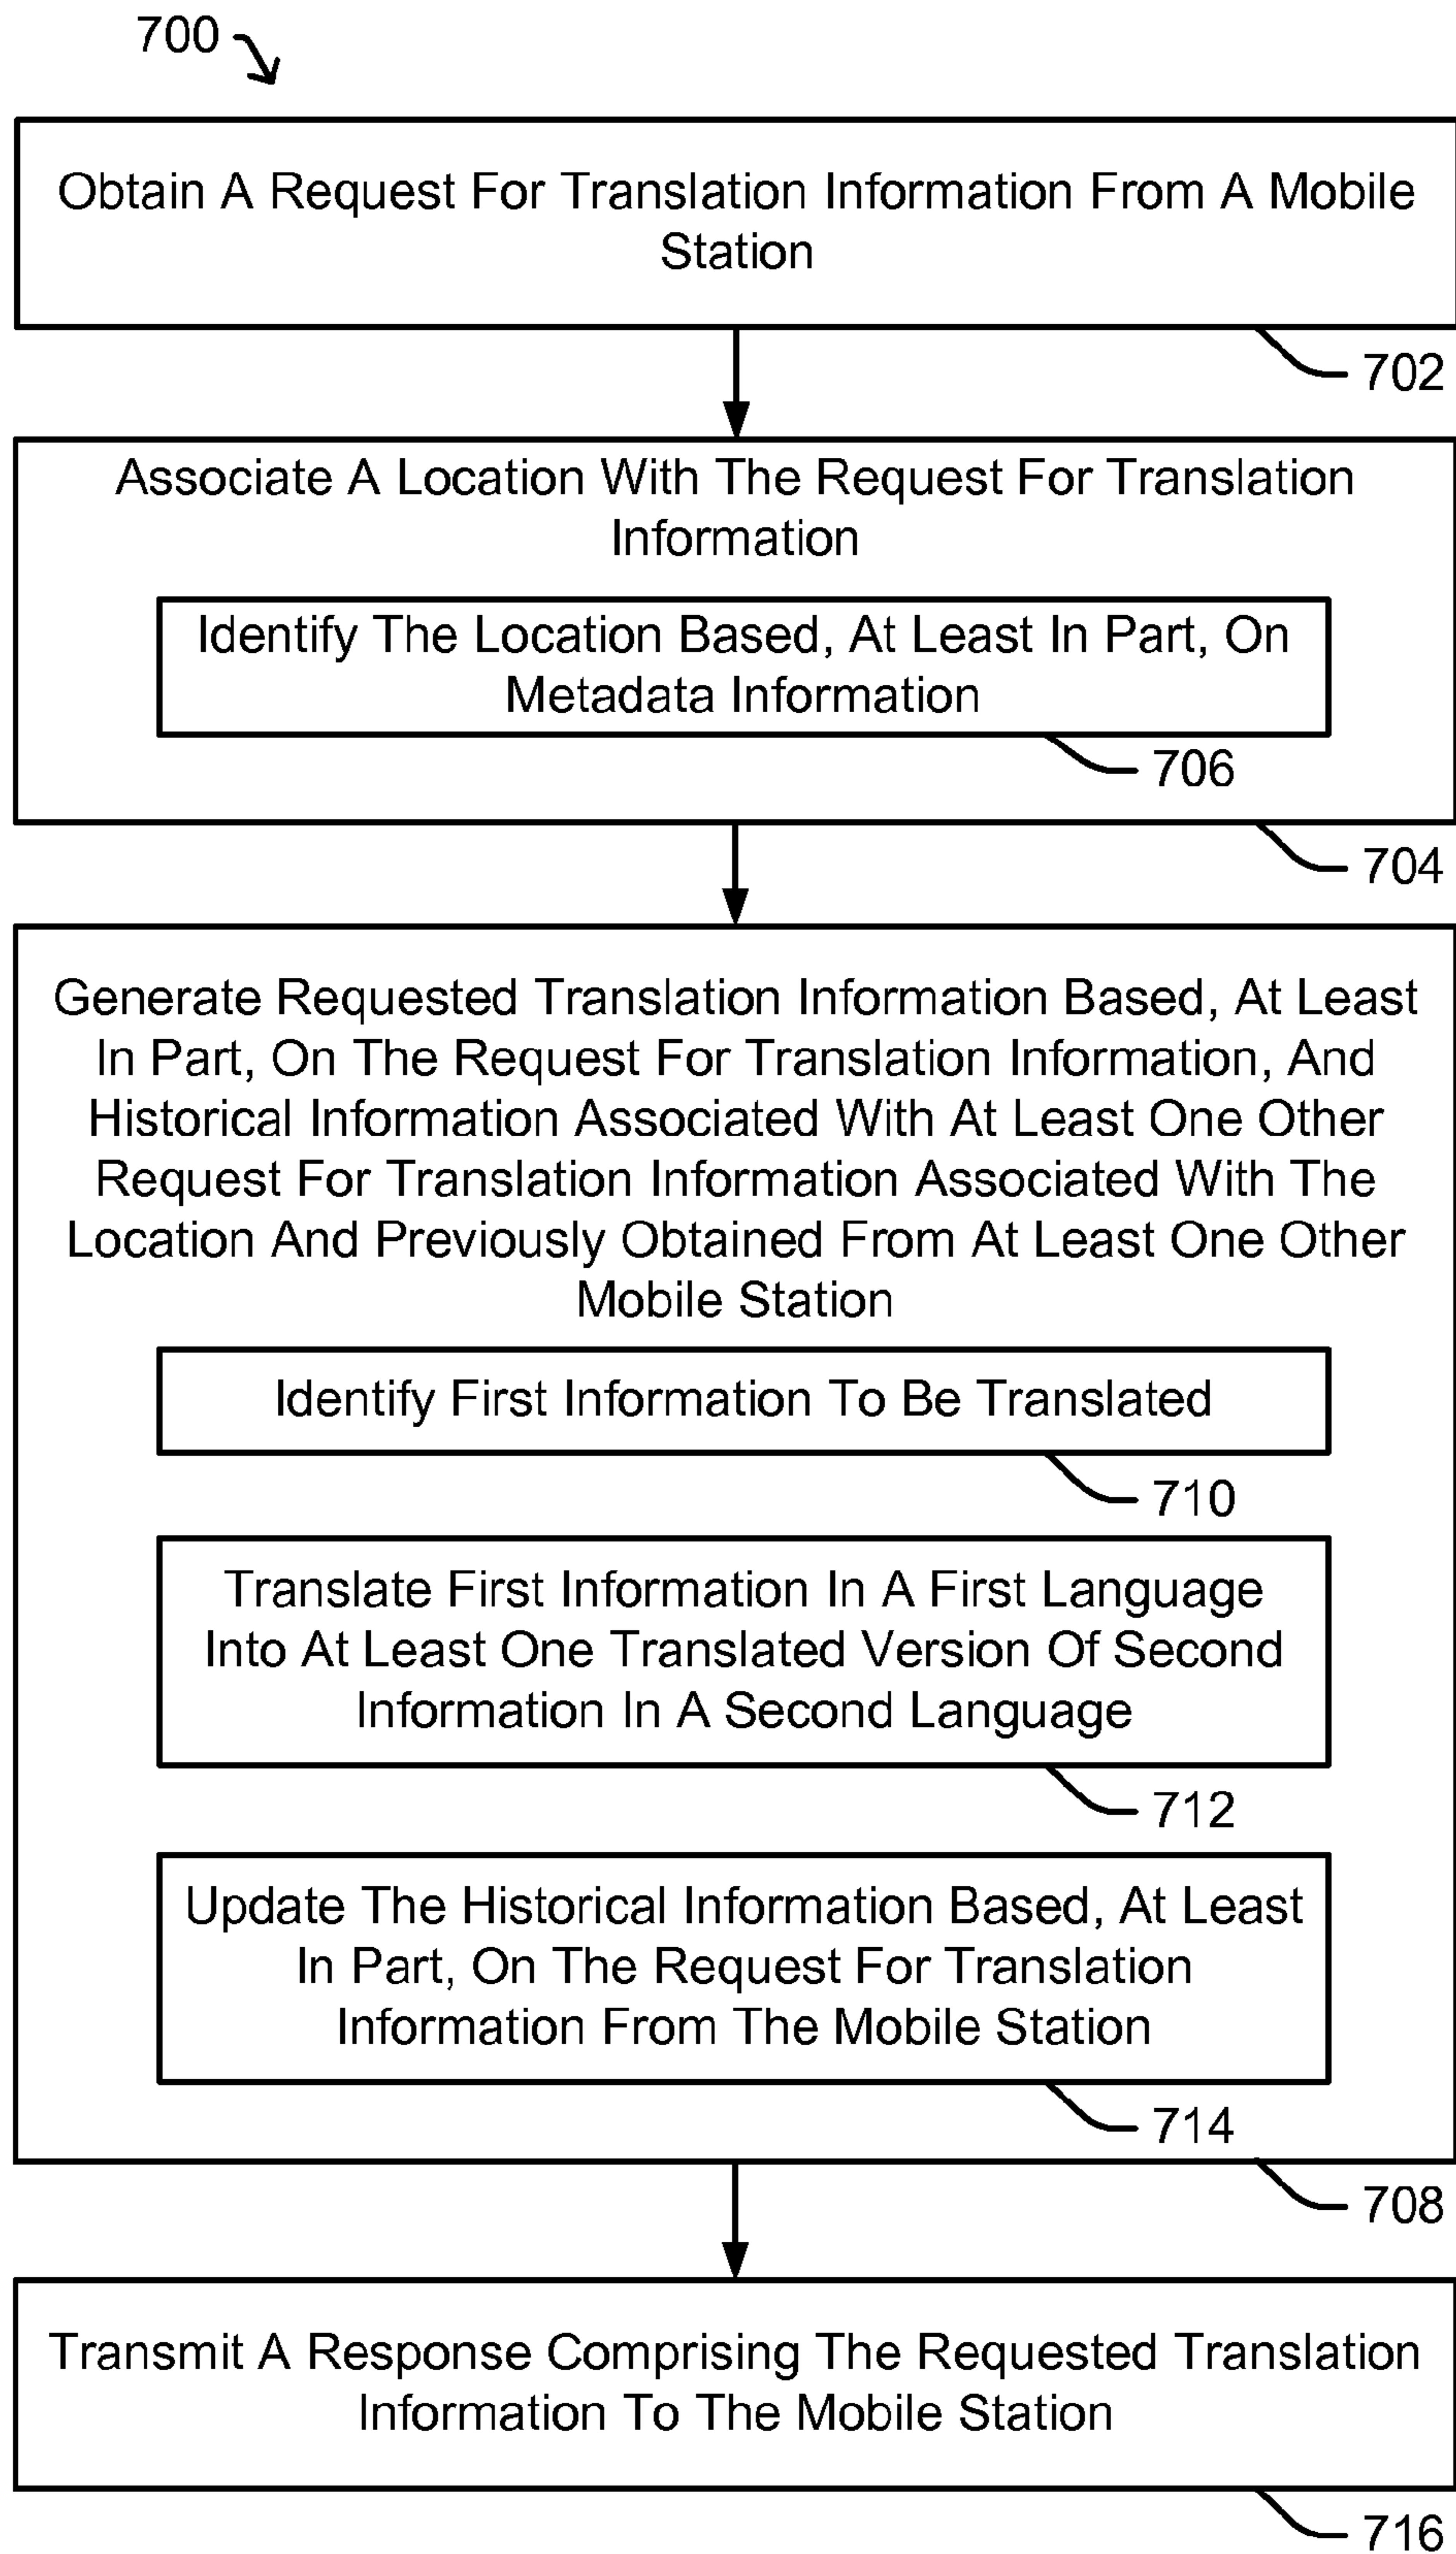 700
Obtain A Request For Translation Information From A Mobile
Station
702
Associate A Location With The Request For Translation
Information
Identify The Location Based, At Least In Part, On
Metadata Information
706
704
Generate Requested Translation Information Based, At Least
In Part, On The Request For Translation Information, And
Historical Information Associated With At Least One Other
Request For Translation Information Associated With The
Location And Previously Obtained From At Least One Other
Mobile Station
Identify First Information To Be Translated
710
Translate First Information In A First Language
Into At Least One Translated Version Of Second
Information In A Second Language
712
Update The Historical Information Based, At Least
In Part, On The Request For Translation
Information From The Mobile Station
714
708
Transmit A Response Comprising The Requested Translation
Information To The Mobile Station
716